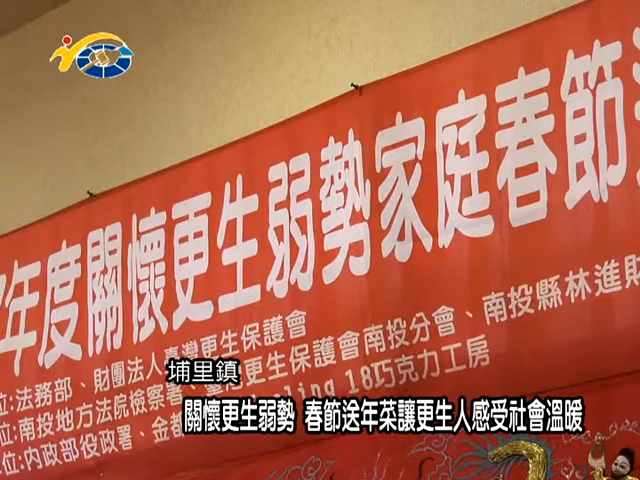 年度關懷更生弱勢家庭春節
位:法務部、財團法人臺灣更生保護會
位:南投地方法院檢察署、臺灣更生保護會南投分會、南投縣林進財
位:內政部役政署、金都 ling 18巧克力工房
埔里鎮
關懷更生弱勢 春節送年菜讓更生人感受社會溫暖